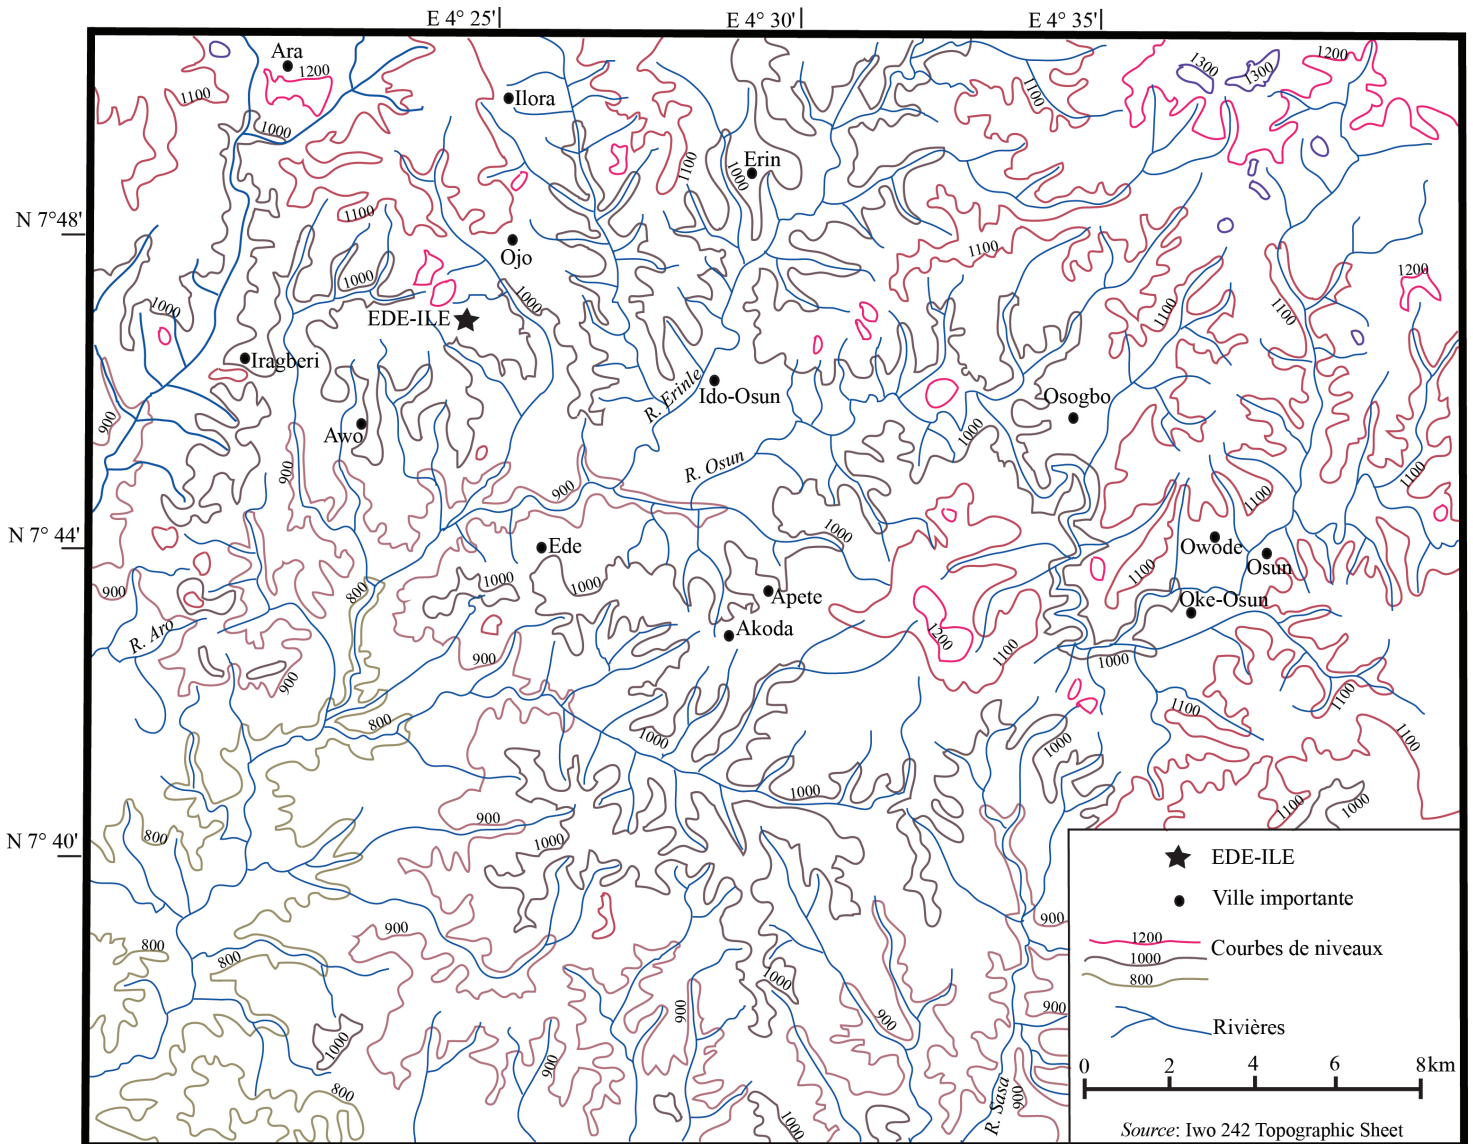 E 4° 25'
E 4° 30'
E 4° 35'
Ara
1200
1100
Ilora
1000
Erin
1100
1000
1100
1300
1300
1200
N 7°48'
1100
Ojo
1100
1000
1000
1000
EDE-ILE
1200
1100
1100
Iragberi
R. Erinle
Ido-Osun
Osogbo
900
Awo
1000
900
R. Osun
900
1100
1100
N 7° 44'
Ede
1000
1000
1000
800
Apete
Akoda
Owode
Osun
Oke-Osun
1100
900
R. Aro
900
900
1200
1100
1000
1100
1100
800
1000
1000
1100
1000
1100
1000
N 7° 40'
800
900
1000
EDE-ILE
Ville importante
900
900
1200
1000
800
Courbes de niveaux
800
800
1000
900
900
900
Rivières
1000
900
800
1000
R. Sasa
900
0 2 4 6 8km
Source: Iwo 242 Topographic Sheet